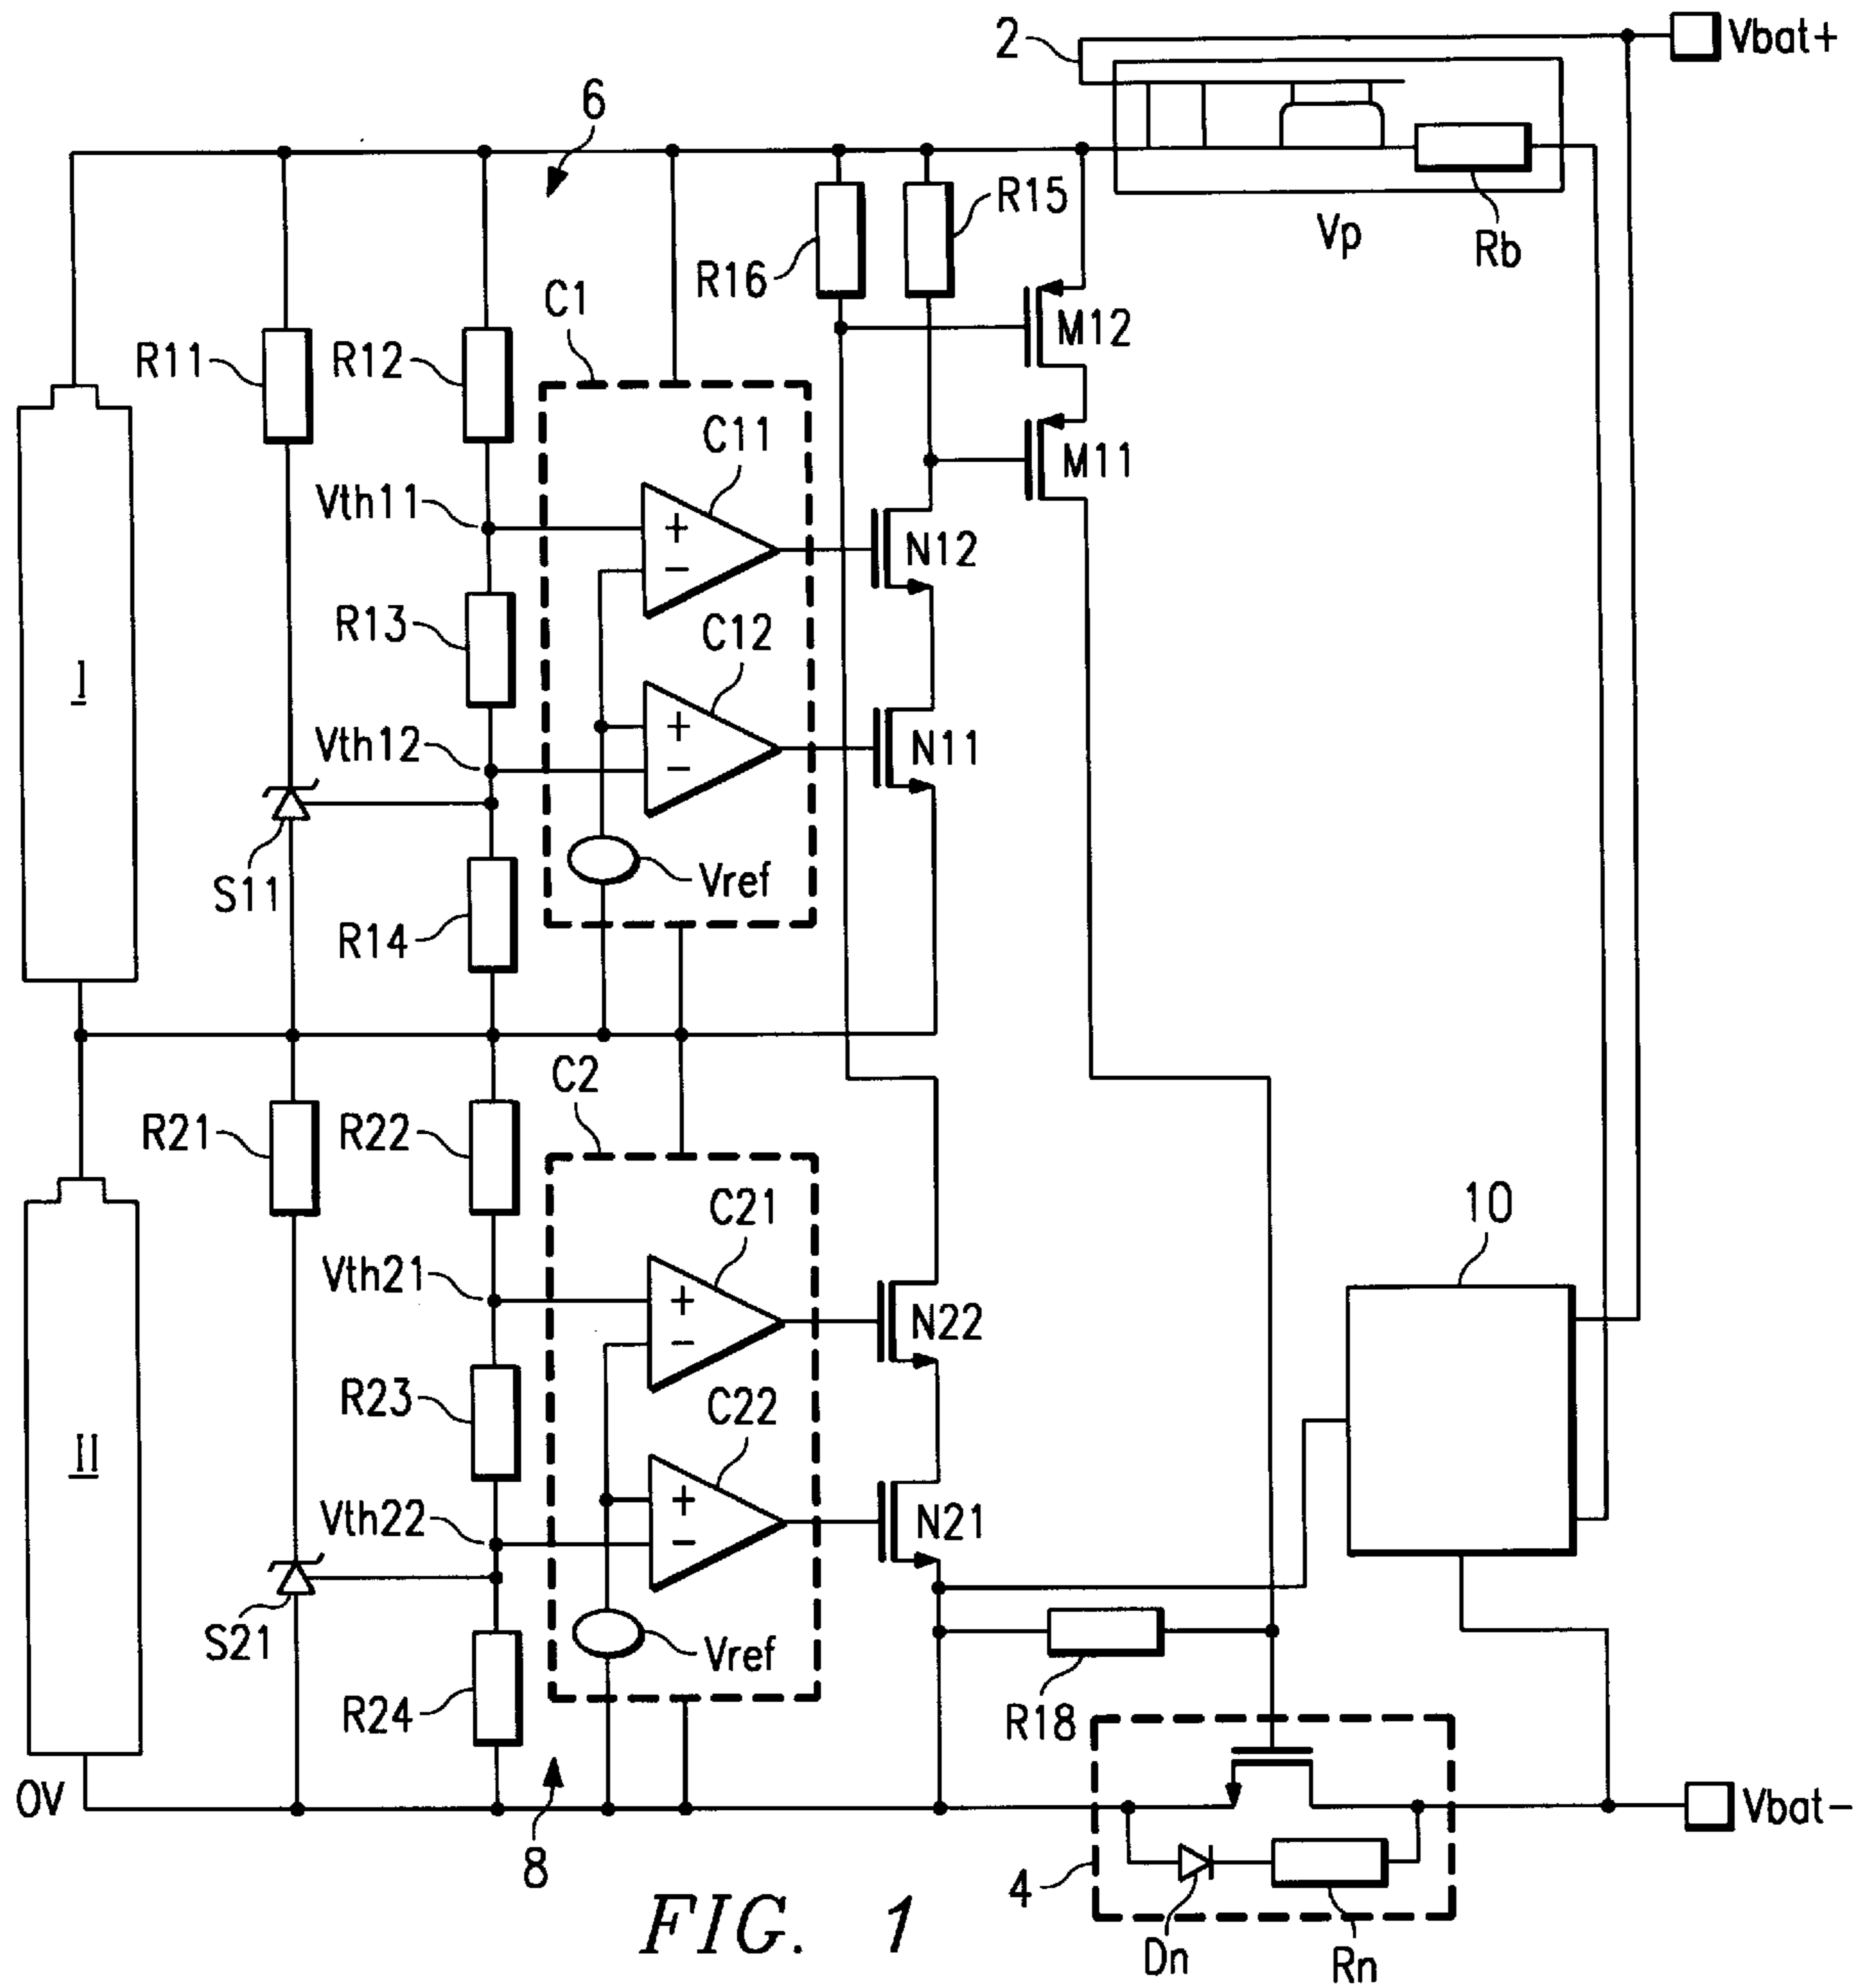 2
Vbat+
6
R15
R16
Vp
Rb
C1
M12
R11
R12
C11
M11
Vth11
+
−
N12
R13
C12
I
Vth12
+
−
N11
S11
Vref
R14
C2
R21
R22
C21
10
Vth21
+
−
N22
R23
C22
II
Vth22
+
−
N21
S21
Vref
R24
R18
0V
8
4
Vbat-
Dn
Rn
FIG. 1